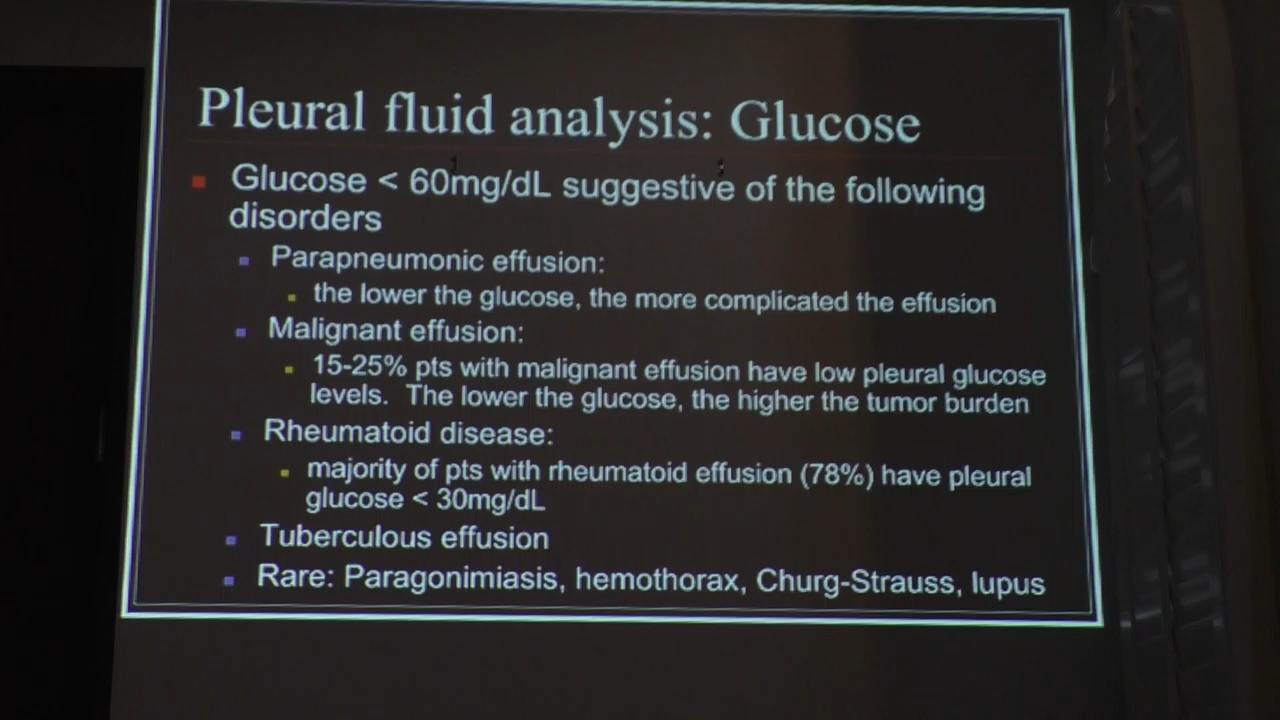 Pleural fluid analysis: Glucose
Glucose < 60mg/dL suggestive of the following
disorders
Parapneumonic effusion:
the lower the glucose, the more complicated the effusion
Malignant effusion:
15-25% pts with malignant effusion have low pleural glucose
levels. The lower the glucose, the higher the tumor burden
Rheumatoid disease:
majority of pts with rheumatoid effusion (78%) have pleural
glucose < 30mg/dL
Tuberculous effusion
Rare: Paragonimiasis, hemothorax, Churg-Strauss, lupus